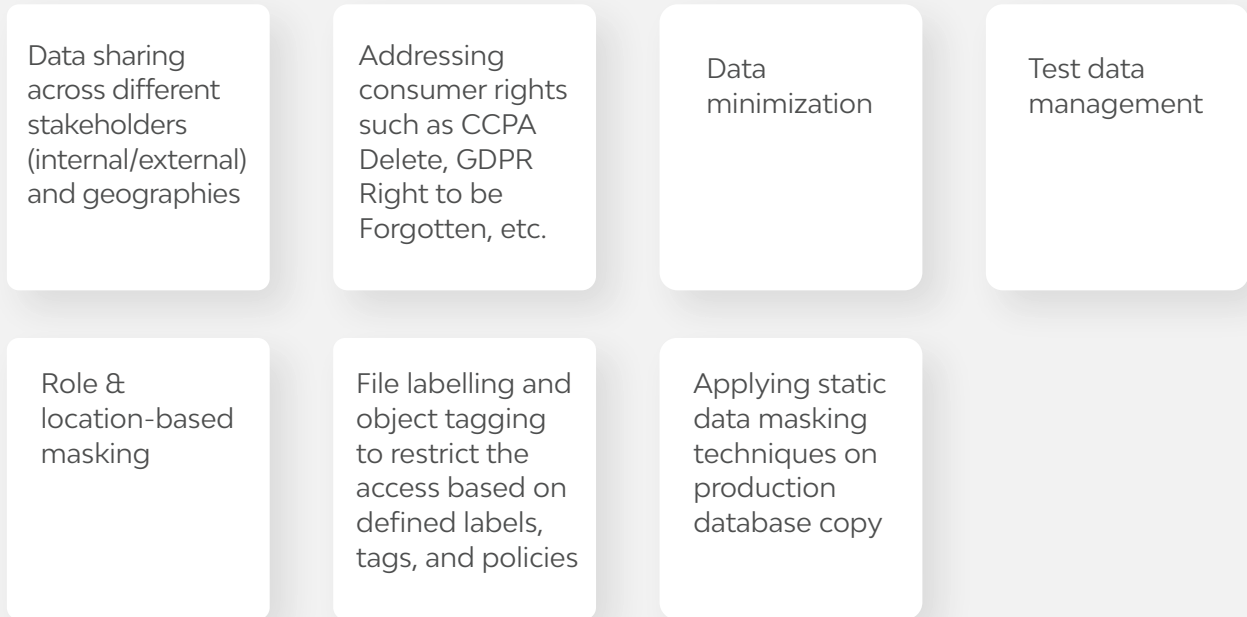 Data sharing
across different
stakeholders
(internal/external)
and geographies
Addressing
consumer rights
such as CCPA
Delete, GDPR
Right to be
Forgotten, etc.
Data
minimization
Test data
management
Role &
location-based
masking
File labelling and
object tagging
to restrict the
access based on
defined labels,
tags, and policies
Applying static
data masking
techniques on
production
database copy